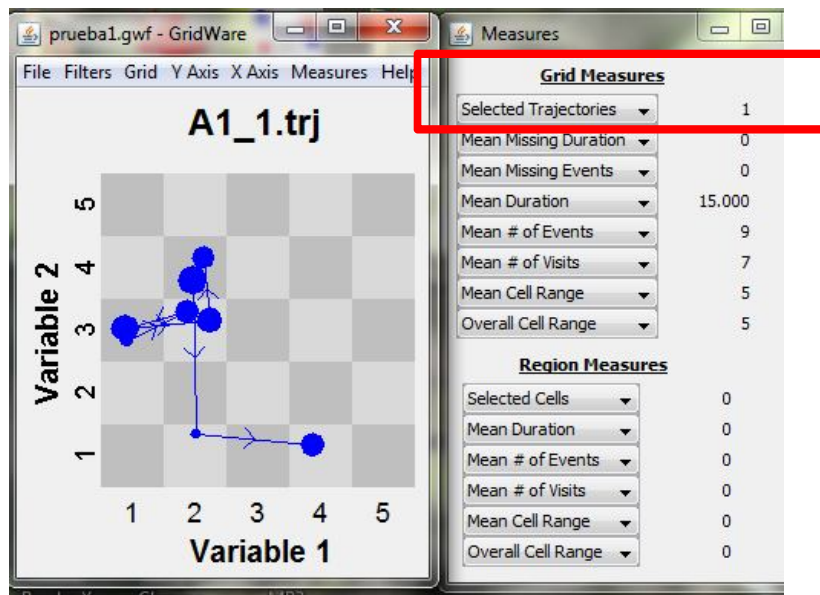 prueba1.gwf - GridWare
File Filters Grid Y Axis X Axis Measures Help
A1_1.trj
Variable 2
5
4
3
2
1
1 2 3 4 5
Variable 1
Measures
Grid Measures
Selected Trajectories 1
Mean Missing Duration 0
Mean Missing Events 0
Mean Duration 15.000
Mean # of Events 9
Mean # of Visits 7
Mean Cell Range 5
Overall Cell Range 5
Region Measures
Selected Cells 0
Mean Duration 0
Mean # of Events 0
Mean # of Visits 0
Mean Cell Range 0
Overall Cell Range 0